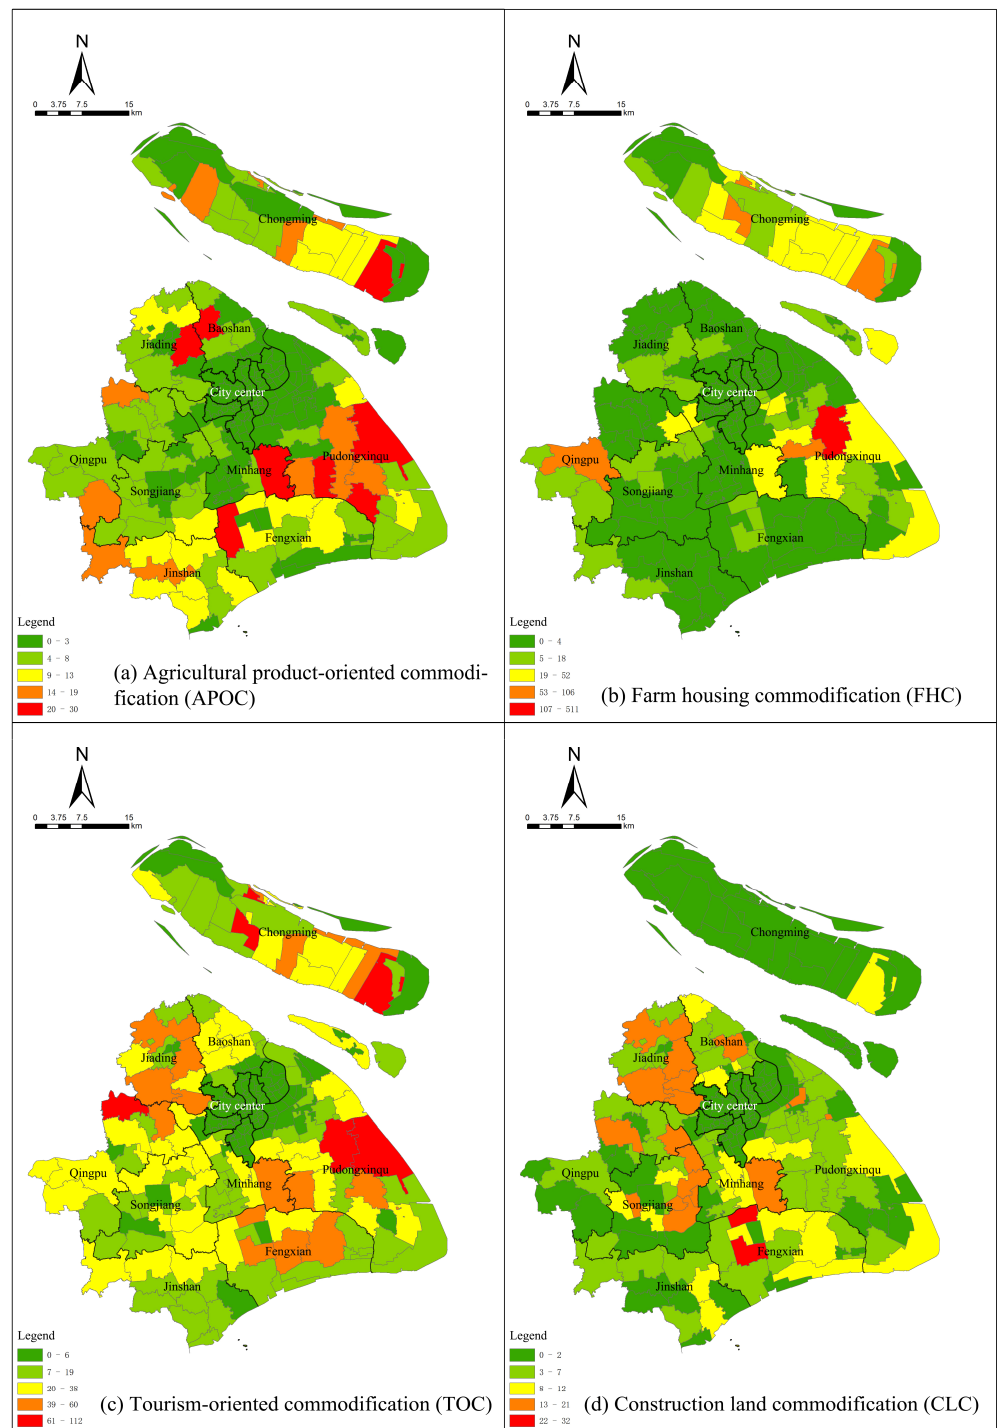 N
0 3.75 7.5 15
km
Chongming
Baoshan
Jiading
City center
Qingpu
Pudongxinqu
Minhang
Songjiang
Fengxian
Jinshan
Legend
0 - 3
4 - 8
9 - 13
14 - 19
20 - 30
(a) Agricultural product-oriented commodi-
fication (APOC)
N
0 3.75 7.5 15
km
Chongming
Baoshan
Jiading
City center
Qingpu
Pudongxinqu
Minhang
Songjiang
Fengxian
Jinshan
Legend
0 - 4
5 - 18
19 - 52
53 - 106
107 - 511
(b) Farm housing commodification (FHC)
N
0 3.75 7.5 15
km
Chongming
Baoshan
Jiading
City center
Qingpu
Pudongxinqu
Minhang
Songjiang
Fengxian
Jinshan
Legend
0 - 6
7 - 19
20 - 38
39 - 60
61 - 112
(c) Tourism-oriented commodification (TOC)
N
0 3.75 7.5 15
km
Chongming
Baoshan
Jiading
City center
Qingpu
Pudongxinqu
Minhang
Songjiang
Fengxian
Jinshan
Legend
0 - 2
3 - 7
8 - 12
13 - 21
22 - 32
(d) Construction land commodification (CLC)